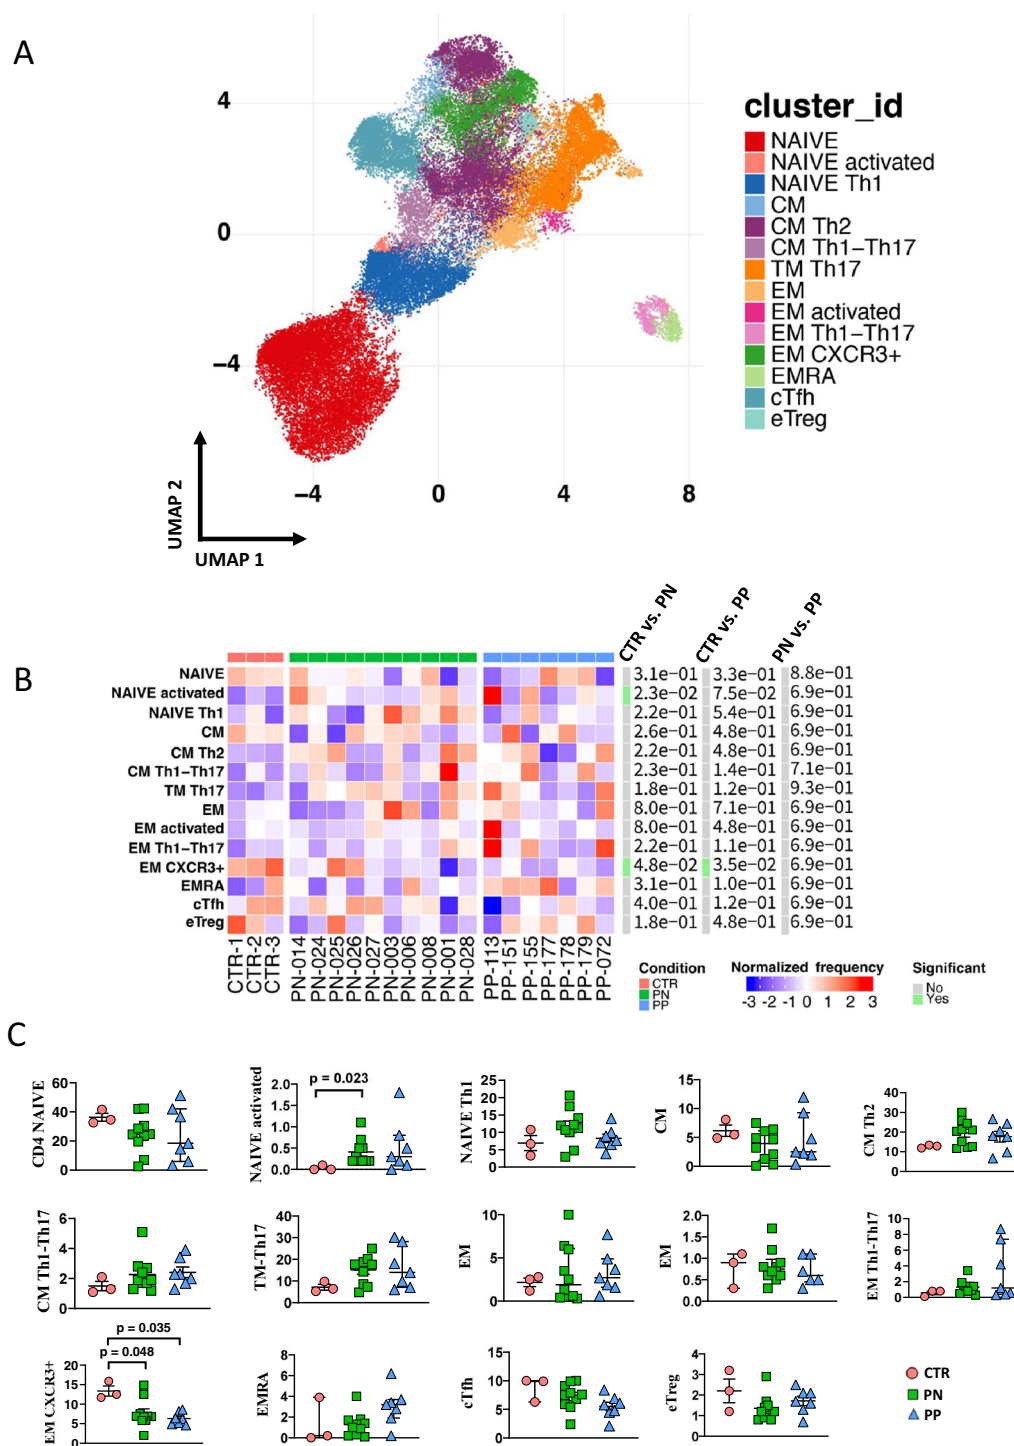 A
cluster_id
NAIVE
NAIVE activated
NAIVE Th1
CM
CM Th2
CM Th1−Th17
TM Th17
EM
EM activated
EM Th1−Th17
EM CXCR3+
EMRA
cTfh
eTreg
4
0
−4
−4
0
4
8
UMAP 2
UMAP 1
B
CTR vs. PN
CTR vs. PP
PN vs. PP
NAIVE 3.1e−01 3.3e−01 8.8e−01
NAIVE activated 2.3e−02 7.5e−02 6.9e−01
NAIVE Th1 2.2e−01 5.4e−01 6.9e−01
CM 2.6e−01 4.8e−01 6.9e−01
CM Th2 2.2e−01 4.8e−01 6.9e−01
CM Th1−Th17 2.3e−01 1.4e−01 7.1e−01
TM Th17 1.8e−01 1.2e−01 9.3e−01
EM 8.0e−01 7.1e−01 6.9e−01
EM activated 8.0e−01 4.8e−01 6.9e−01
EM Th1−Th17 2.2e−01 1.1e−01 6.9e−01
EM CXCR3+ 4.8e−02 3.5e−02 6.9e−01
EMRA 3.1e−01 1.0e−01 6.9e−01
cTfh 4.0e−01 1.2e−01 6.9e−01
eTreg 1.8e−01 4.8e−01 6.9e−01
CTR-1 CTR-2 CTR-3 PN-014 PN-024 PN-025 PN-026 PN-027 PN-003 PN-006 PN-008 PN-001 PN-028 PP-113 PP-151 PP-155 PP-177 PP-178 PP-179 PP-072
Condition
CTR
PN
PP
Normalized frequency
-3 -2 -1 0 1 2 3
Significant
No
Yes
C
CD4 NAIVE
60
40
20
0
NAIVE activated
p = 0.023
2.0
1.5
1.0
0.5
0.0
NAIVE Th1
25
20
15
10
5
0
CM
15
10
5
0
CM Th2
40
30
20
10
0
CM Th1-Th17
6
4
2
0
TM-Th17
40
30
20
10
0
EM
10
5
0
EM
2.0
1.5
1.0
0.5
0.0
EM Th1-Th17
10
8
6
4
2
0
EM CXCR3+
p = 0.035
p = 0.048
20
15
10
5
0
EMRA
8
6
4
2
0
cTfh
15
10
5
0
eTreg
4
3
2
1
0
CTR
PN
PP